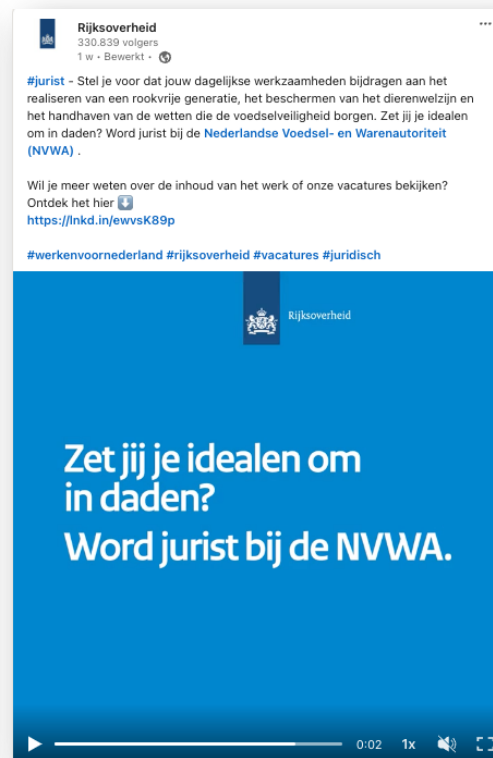 Rijksoverheid
330.839 volgers
1 w • Bewerkt •
#jurist - Stel je voor dat jouw dagelijkse werkzaamheden bijdragen aan het
realiseren van een rookvrije generatie, het beschermen van het dierenwelzijn en
het handhaven van de wetten die de voedselveiligheid borgen. Zet jij je idealen
om in daden? Word jurist bij de Nederlandse Voedsel- en Warenautoriteit
(NVWA) .
Wil je meer weten over de inhoud van het werk of onze vacatures bekijken?
Ontdek het hier ⬇️
https://lnkd.in/ewvsK89p
#werkenvoornederland #rijksoverheid #vacatures #juridisch
Rijksoverheid
Zet jij je idealen om
in daden?
Word jurist bij de NVWA.
0:02 1x